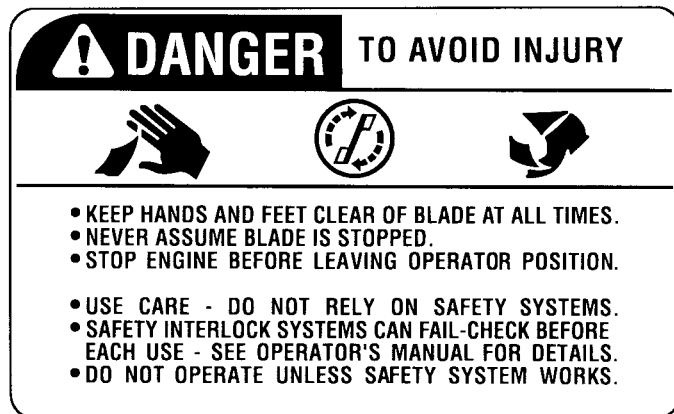 DANGER TO AVOID INJURY
• KEEP HANDS AND FEET CLEAR OF BLADE AT ALL TIMES.
• NEVER ASSUME BLADE IS STOPPED.
• STOP ENGINE BEFORE LEAVING OPERATOR POSITION.
• USE CARE - DO NOT RELY ON SAFETY SYSTEMS.
• SAFETY INTERLOCK SYSTEMS CAN FAIL-CHECK BEFORE
EACH USE - SEE OPERATOR'S MANUAL FOR DETAILS.
• DO NOT OPERATE UNLESS SAFETY SYSTEM WORKS.